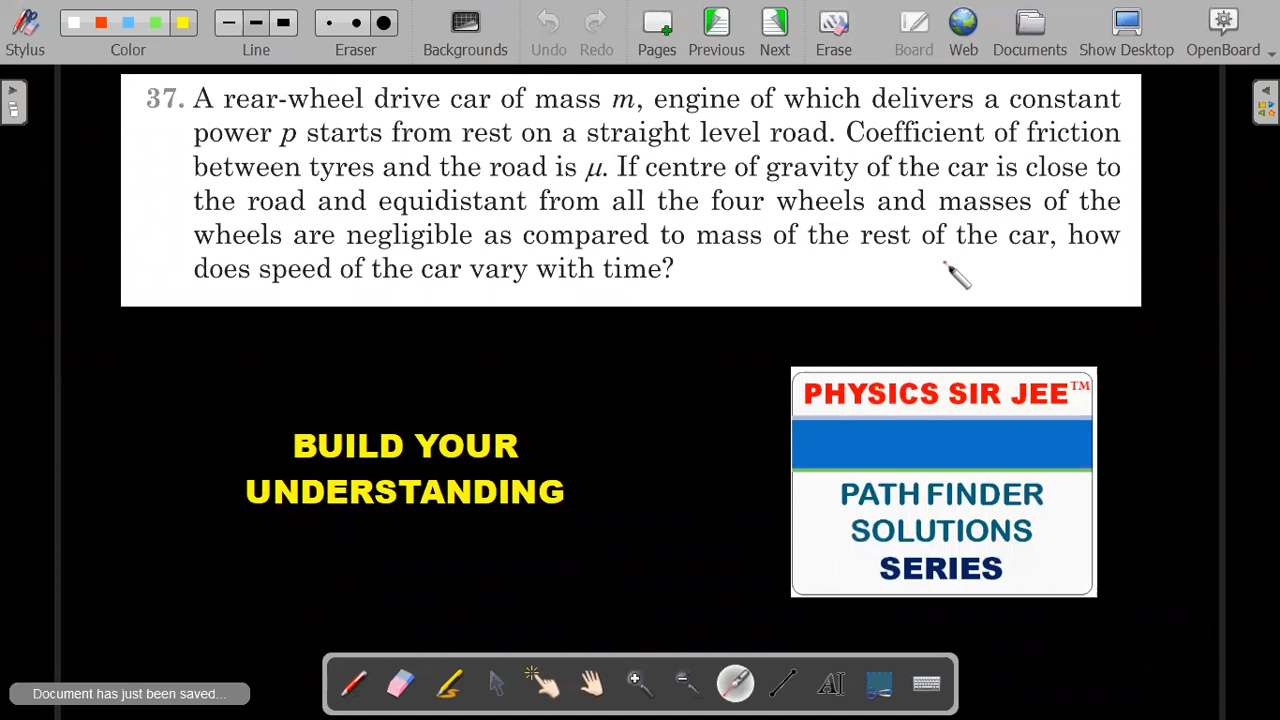 Stylus Color Line Eraser Backgrounds Undo Redo Pages Previous Next Erase Board Web Documents Show Desktop OpenBoard
37. A rear-wheel drive car of mass m, engine of which delivers a constant
power p starts from rest on a straight level road. Coefficient of friction
between tyres and the road is μ. If centre of gravity of the car is close to
the road and equidistant from all the four wheels and masses of the
wheels are negligible as compared to mass of the rest of the car, how
does speed of the car vary with time?
BUILD YOUR
UNDERSTANDING
PHYSICS SIR JEE™
PATH FINDER
SOLUTIONS
SERIES
AI
Document has just been saved...